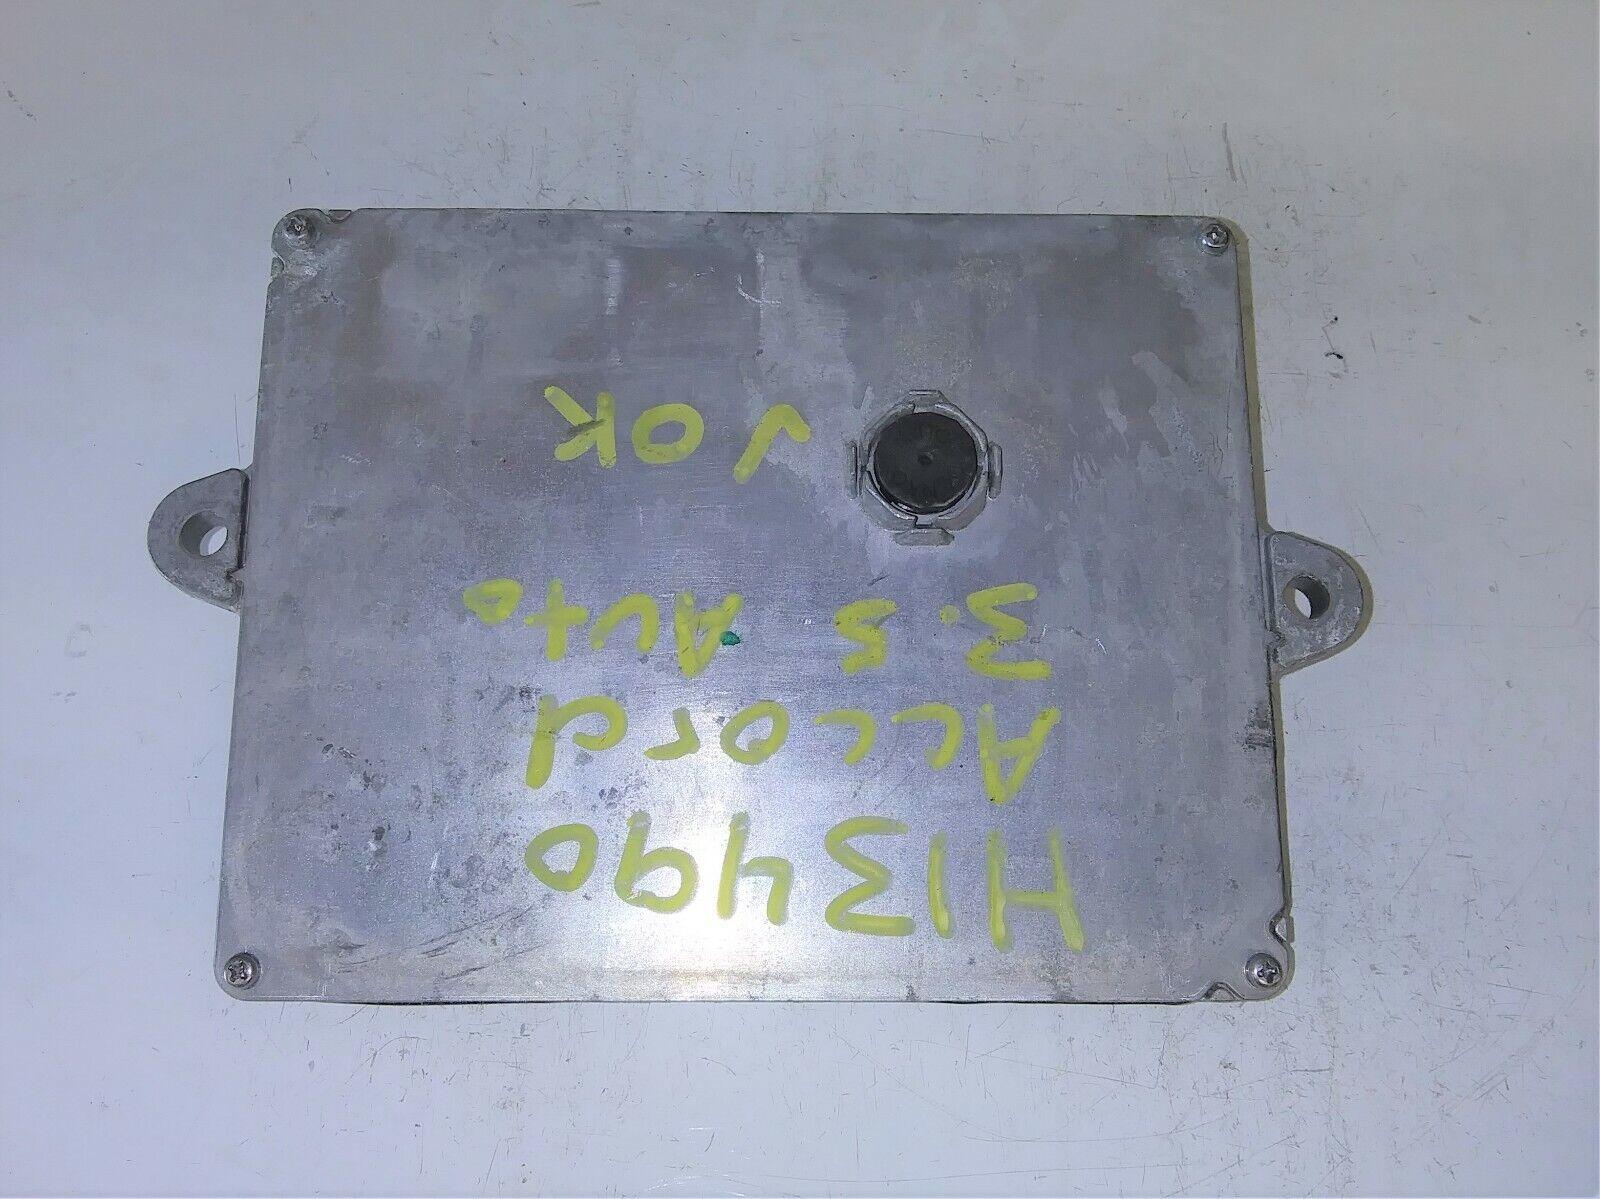 H13490
Accord
3.5 Auto
√ OK